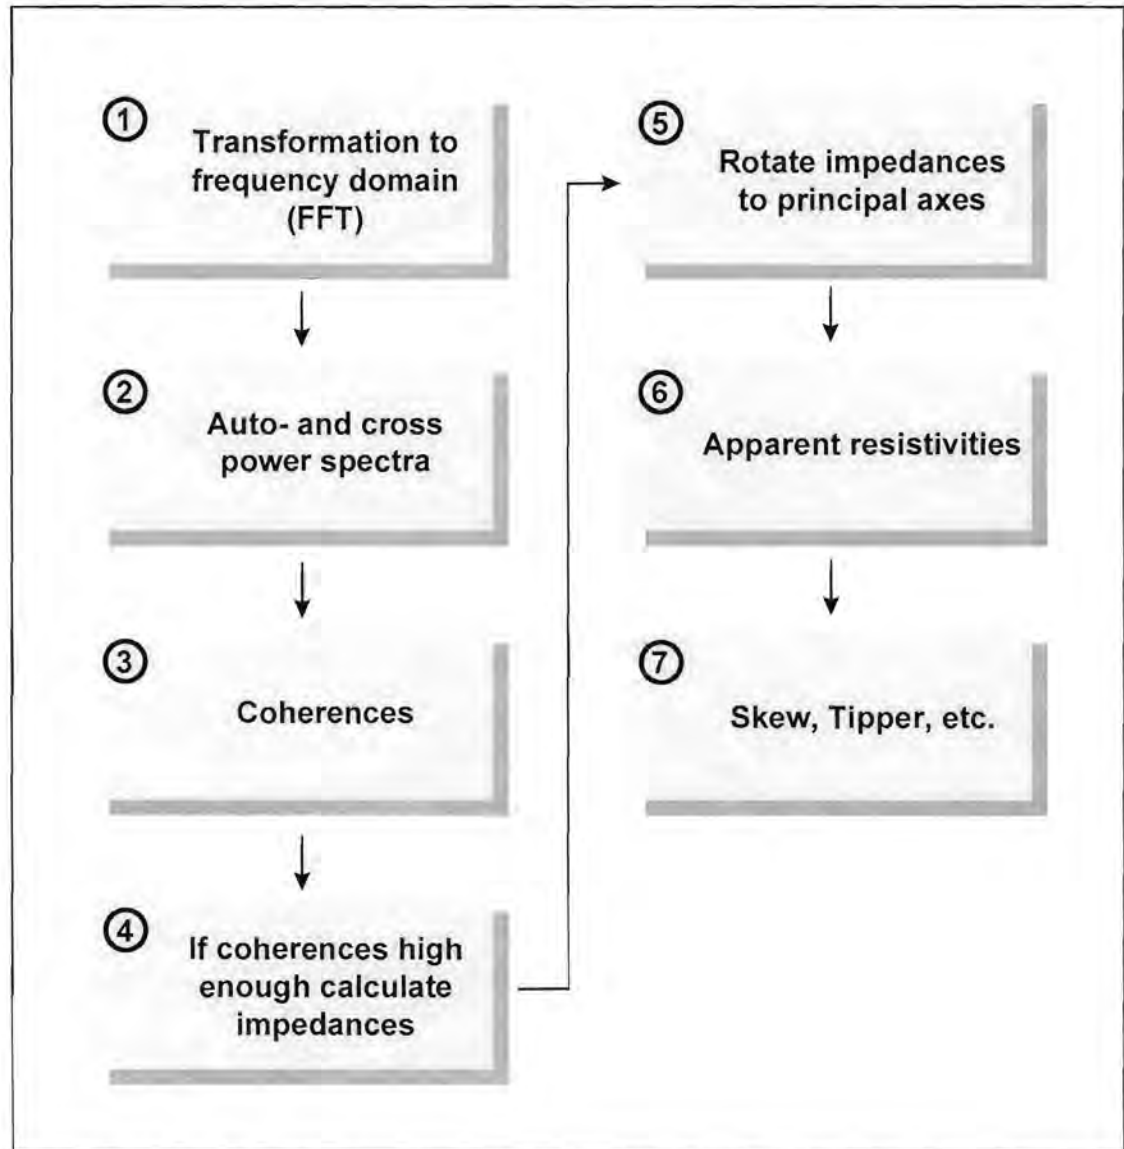 1
Transformation to
frequency domain
(FFT)
2
Auto- and cross
power spectra
3
Coherences
4
If coherences high
enough calculate
impedances
5
Rotate impedances
to principal axes
6
Apparent resistivities
7
Skew, Tipper, etc.